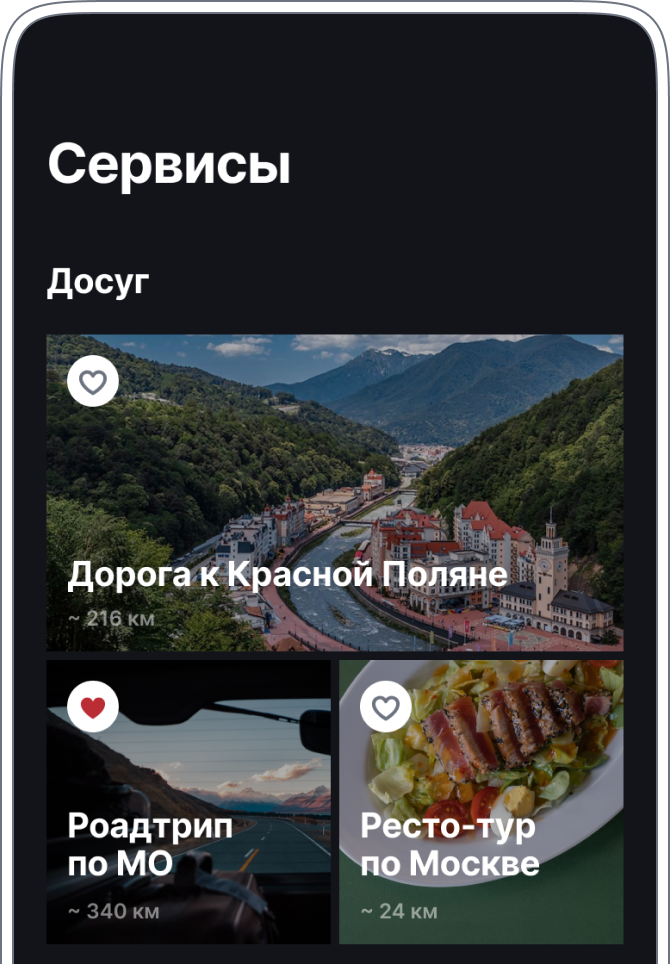 Сервисы
Досуг
Дорога к Красной Поляне
~ 216 км
Роадтрип
по МО
~ 340 км
Ресто-тур
по Москве
~ 24 км